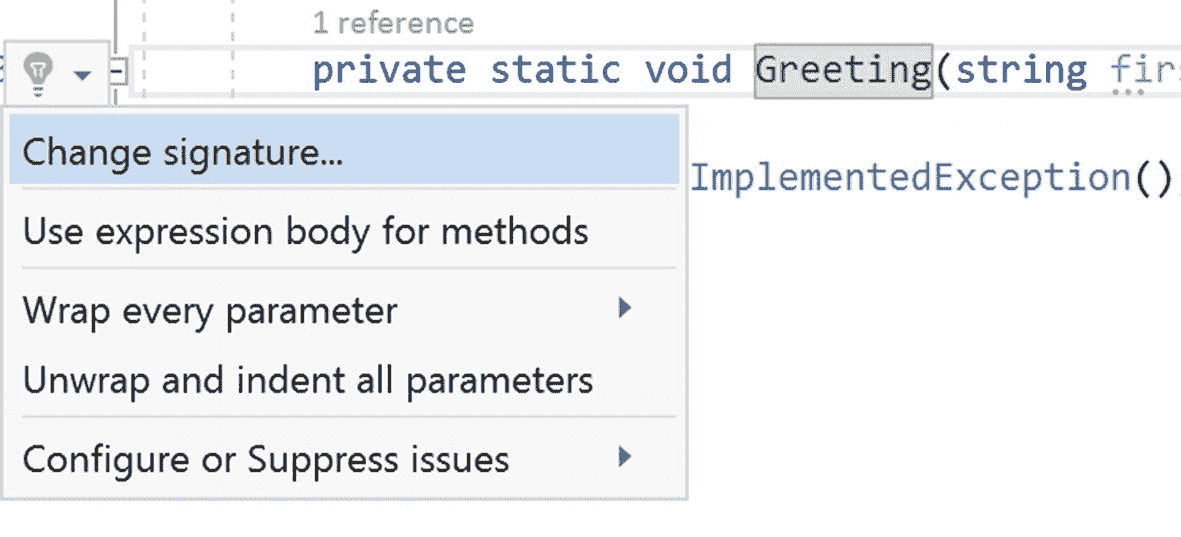 1 reference
private static void Greeting(string
Change signature...
ImplementedException()
Use expression body for methods
Wrap every parameter
Unwrap and indent all parameters
Configure or Suppress issues